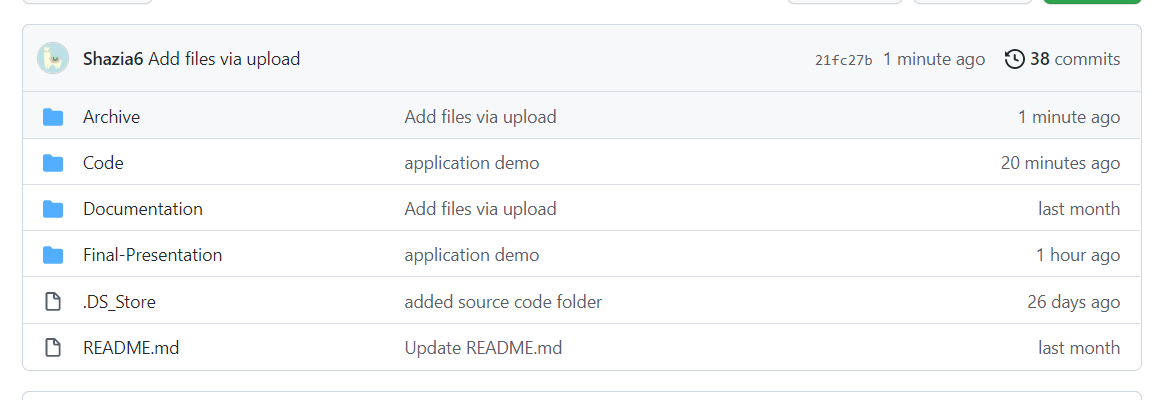 Shazia6 Add files via upload 21fc27b 1 minute ago 38 commits
Archive Add files via upload 1 minute ago
Code application demo 20 minutes ago
Documentation Add files via upload last month
Final-Presentation application demo 1 hour ago
.DS_Store added source code folder 26 days ago
README.md Update README.md last month